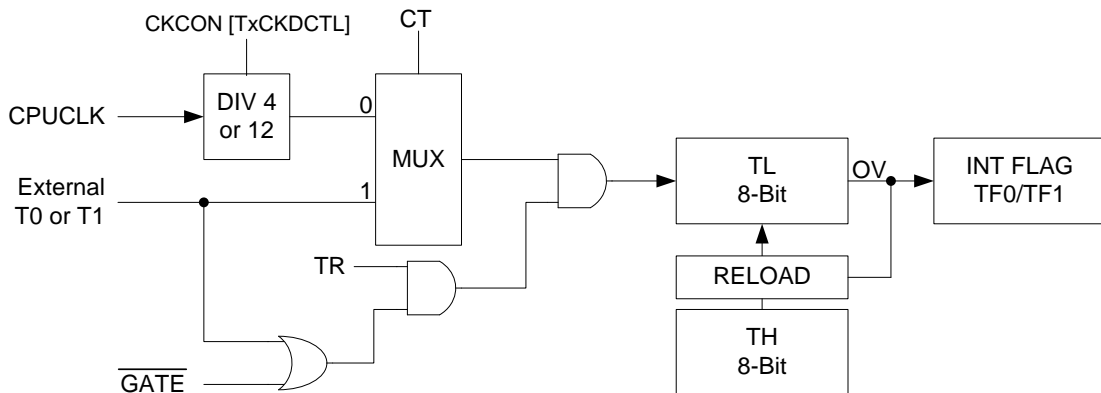 CKCON [TxCKDCTL]
CT
CPUCLK
DIV 4
or 12
0
MUX
External
T0 or T1
1
TL
8-Bit
OV
INT FLAG
TF0/TF1
TR
RELOAD
TH
8-Bit
GATE